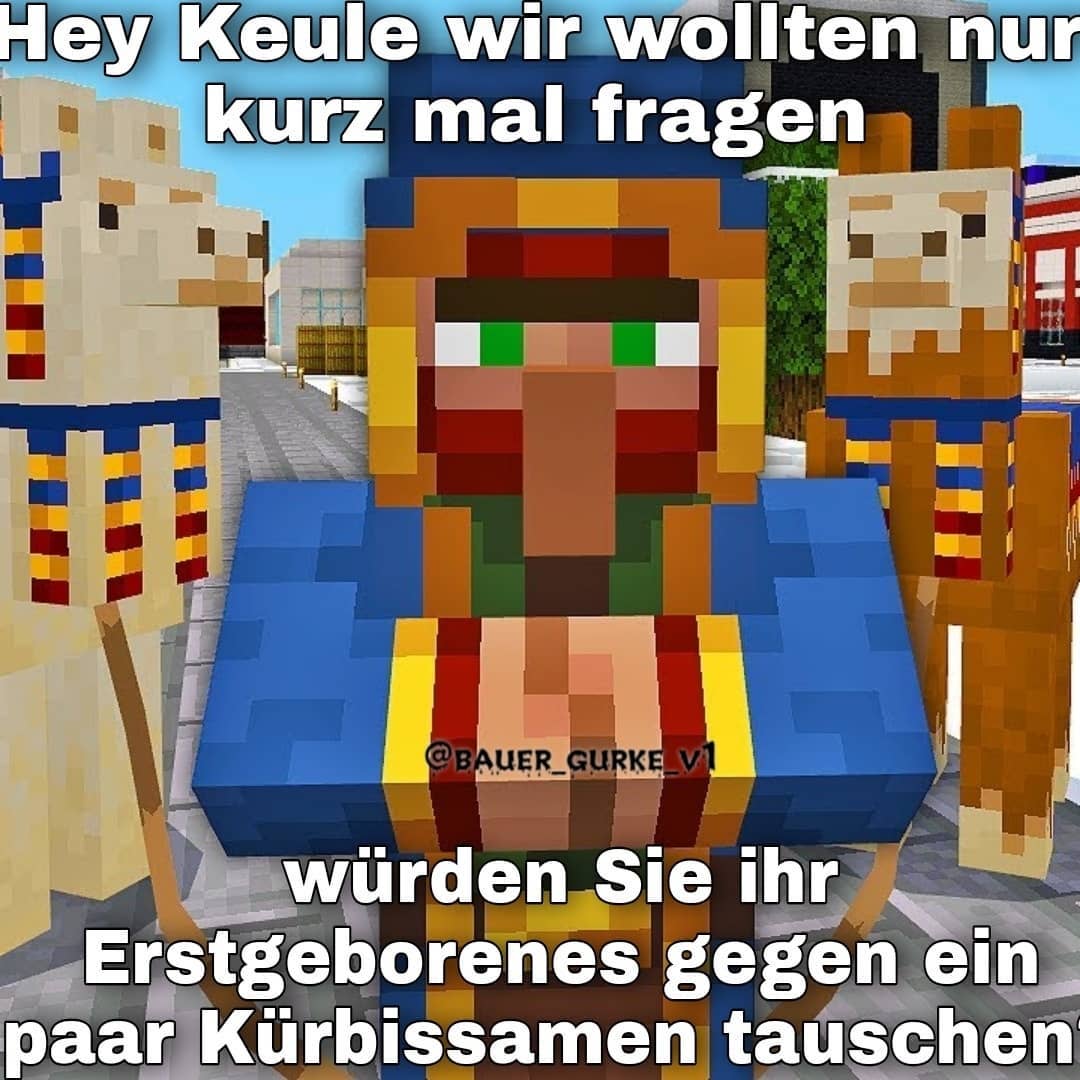 Hey Keule wir wollten nur
kurz mal fragen
@BAUER_GURKE_V1
würden Sie ihr
Erstgeborenes gegen ein
paar Kürbissamen tauschen?